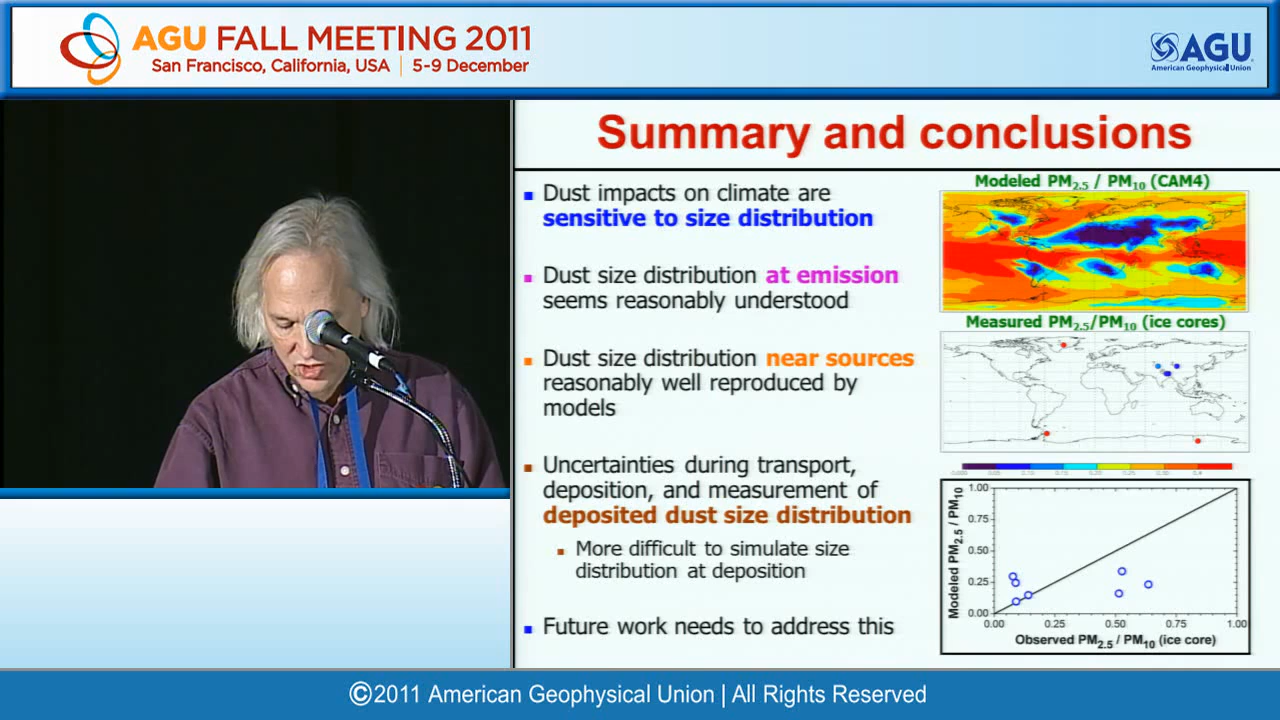 AGU FALL MEETING 2011
San Francisco, California, USA | 5-9 December
AGU
American Geophysical Union
Summary and conclusions
Dust impacts on climate are
sensitive to size distribution
Dust size distribution at emission
seems reasonably understood
Dust size distribution near sources
reasonably well reproduced by
models
Uncertainties during transport,
deposition, and measurement of
deposited dust size distribution
More difficult to simulate size
distribution at deposition
Future work needs to address this
Modeled PM2.5 / PM10 (CAM4)
Measured PM2.5/PM10 (ice cores)
1.00
0.75
0.50
0.25
0.00
Modeled PM2.5 / PM10
0.00 0.25 0.50 0.75 1.00
Observed PM2.5 / PM10 (ice core)
©2011 American Geophysical Union | All Rights Reserved